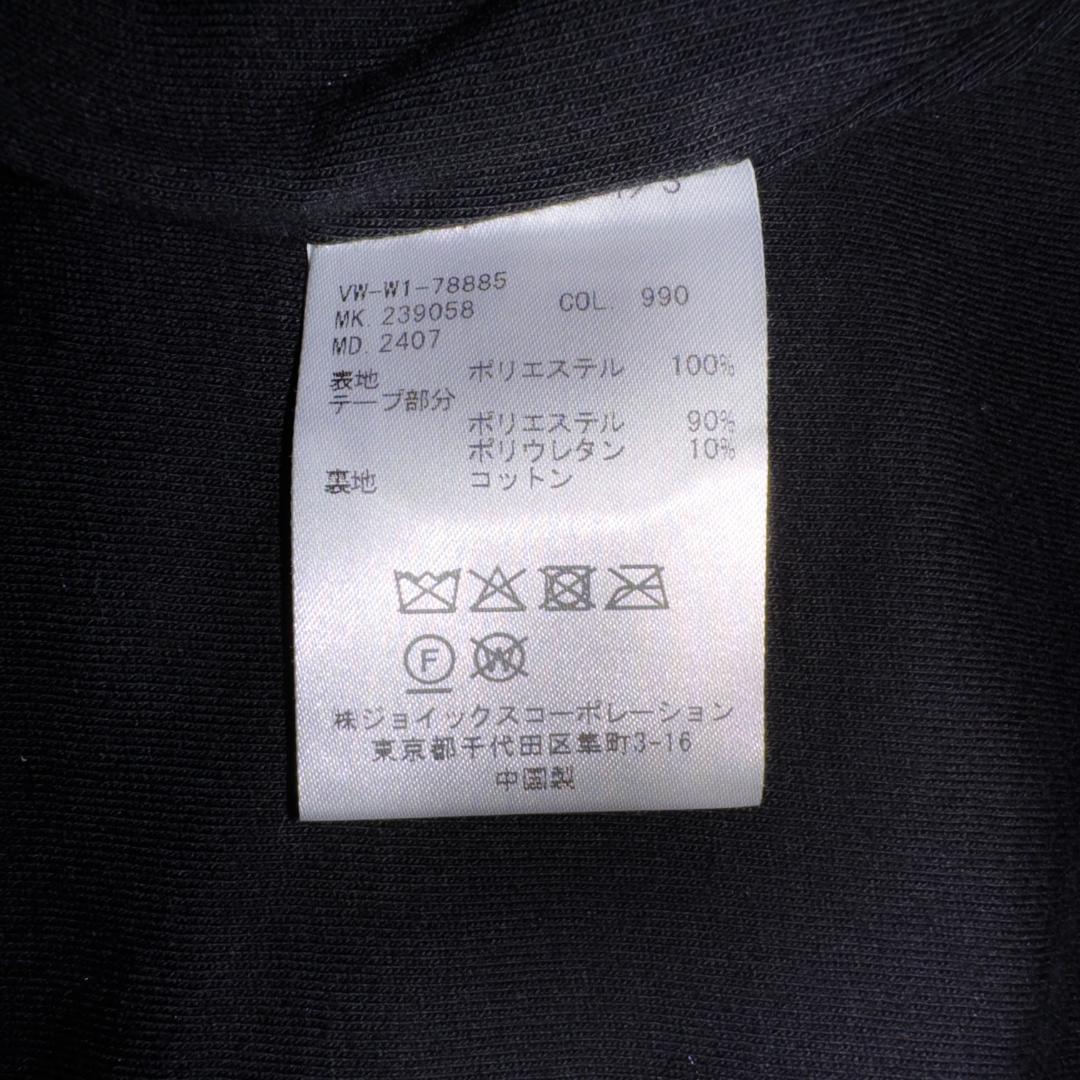 VW-W1-78885
MK. 239058 COL. 990
MD. 2407
表地 ポリエステル 100%
テープ部分
ポリエステル 90%
ポリウレタン 10%
裏地 コットン
F W
株ジョイックスコーポレーション
東京都千代田区隼町3-16
中国製